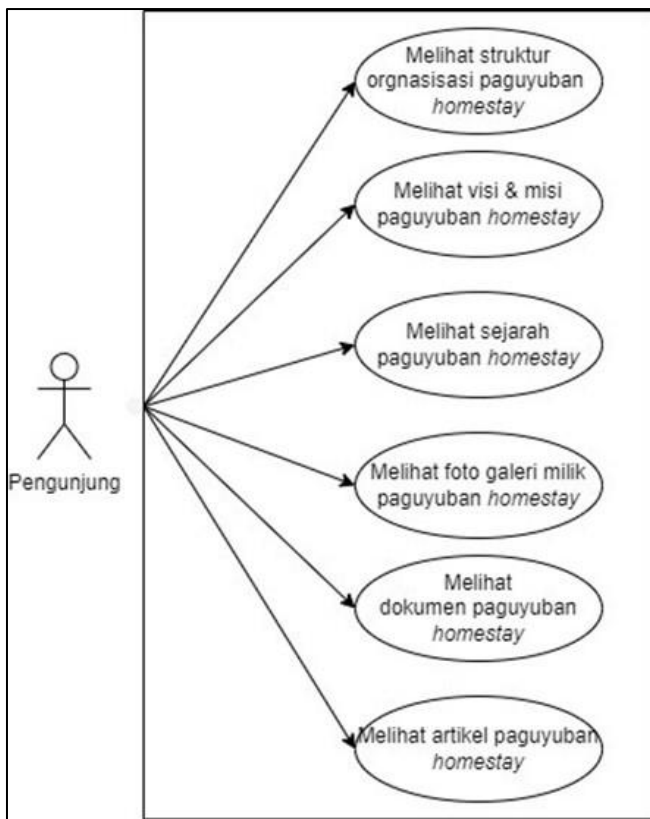 Melihat struktur
orgnasisasi paguyuban
homestay
Melihat visi & misi
paguyuban homestay
Melihat sejarah
paguyuban homestay
Melihat foto galeri milik
paguyuban homestay
Pengunjung
Melihat
dokumen paguyuban
homestay
Melihat artikel paguyuban
homestay